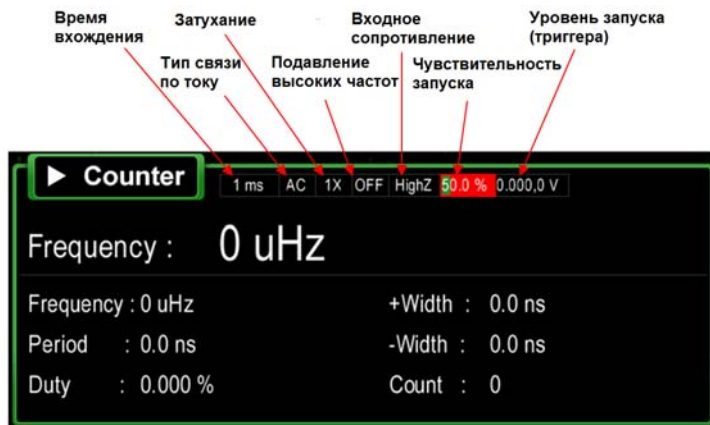 Время
вхождения
Затухание
Входное
сопротивление
Уровень запуска
(триггера)
Тип связи
по току
Подавление
высоких частот
Чувствительность
запуска
Counter
1 ms AC 1X OFF HighZ 50.0 % 0.000,0 V
Frequency : 0 uHz
Frequency : 0 uHz +Width : 0.0 ns
Period : 0.0 ns -Width : 0.0 ns
Duty : 0.000 % Count : 0